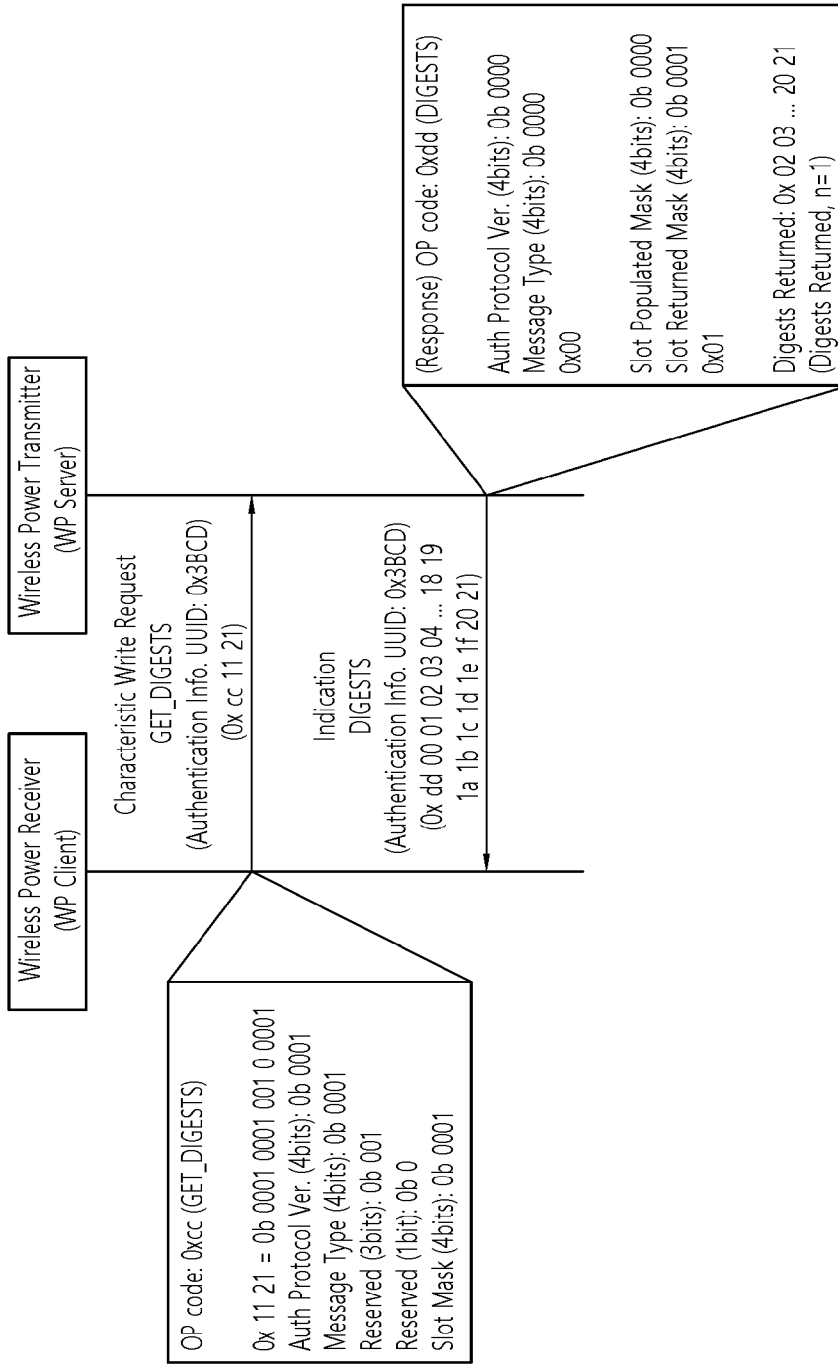 Wireless Power Receiver
(WP Client)
Wireless Power Transmitter
(WP Server)
Characteristic Write Request
GET_DIGESTS
(Authentication Info. UUID: 0x3BCD)
(0x cc 11 21)
OP code: 0xcc (GET_DIGESTS)
0x 11 21 = 0b 0001 0001 001 0 0001
Auth Protocol Ver. (4bits): 0b 0001
Message Type (4bits): 0b 0001
Reserved (3bits): 0b 001
Reserved (1bit): 0b 0
Slot Mask (4bits): 0b 0001
Indication
DIGESTS
(Authentication Info. UUID: 0x3BCD)
(0x dd 00 01 02 03 04 ... 18 19
1a 1b 1c 1d 1e 1f 20 21)
(Response) OP code: 0xdd (DIGESTS)
Auth Protocol Ver. (4bits): 0b 0000
Message Type (4bits): 0b 0000
0x00
Slot Populated Mask (4bits): 0b 0000
Slot Returned Mask (4bits): 0b 0001
0x01
Digests Returned: 0x 02 03 ... 20 21
(Digests Returned, n=1)